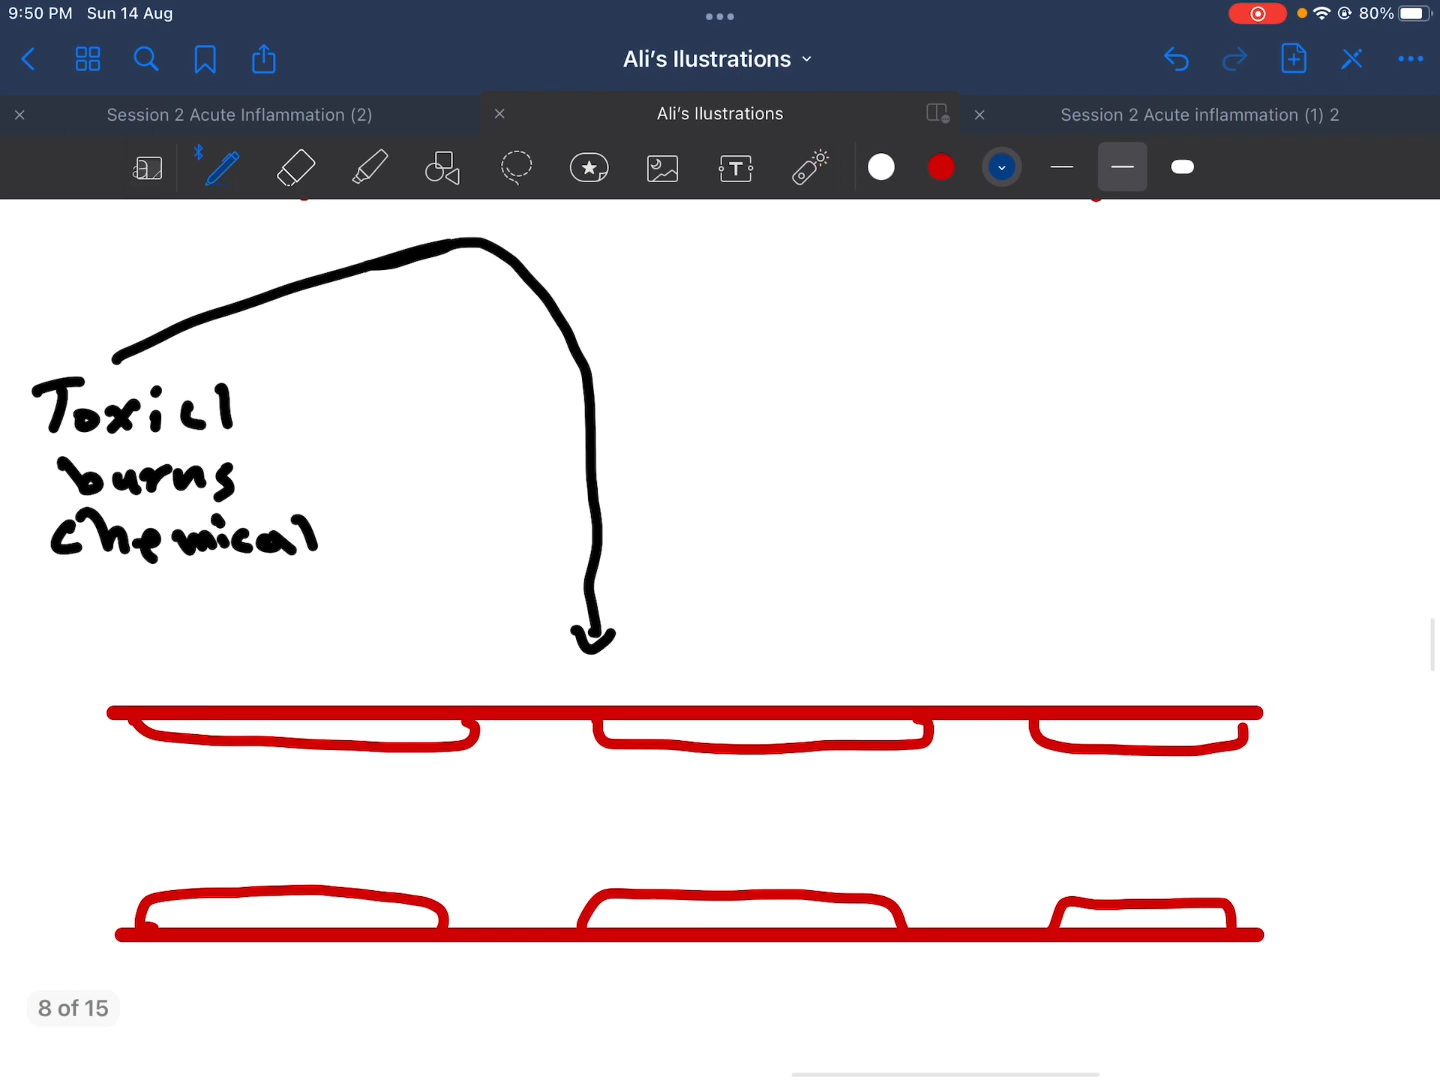 9:50 PM Sun 14 Aug
80%
Ali's Ilustrations
Session 2 Acute Inflammation (2)
Ali's Ilustrations
Session 2 Acute inflammation (1) 2
Toxicl
burns
chemical
8 of 15